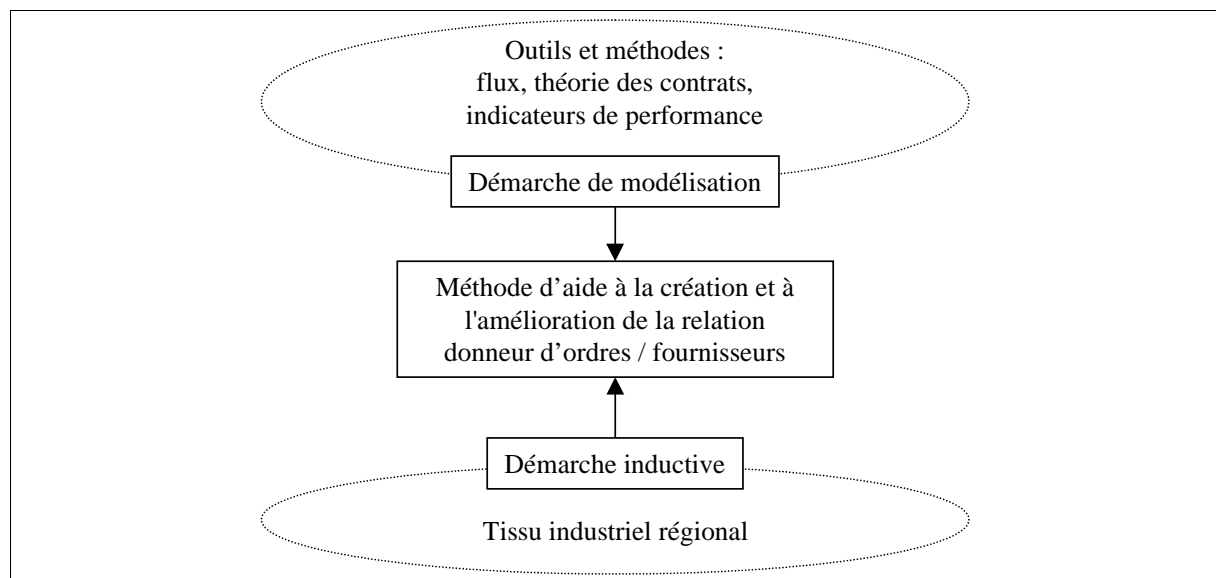 Outils et méthodes :
flux, théorie des contrats,
indicateurs de performance
Démarche de modélisation
Méthode d’aide à la création et à
l'amélioration de la relation
donneur d’ordres / fournisseurs
Démarche inductive
Tissu industriel régional